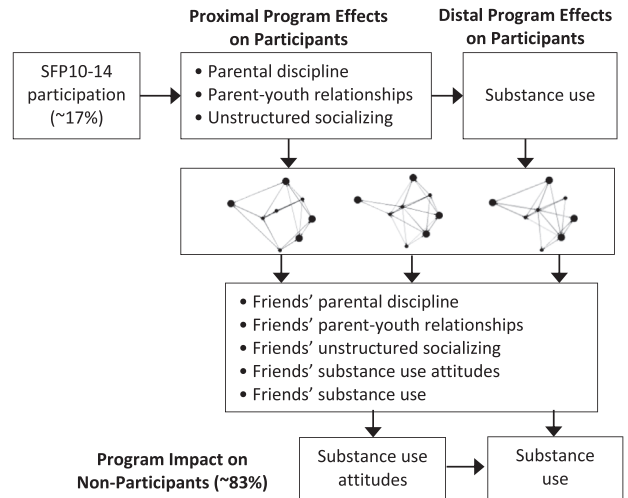 Proximal Program Effects
on Participants
Distal Program Effects
on Participants
SFP10-14
participation
(~17%)
• Parental discipline
• Parent-youth relationships
• Unstructured socializing
Substance use
• Friends’ parental discipline
• Friends’ parent-youth relationships
• Friends’ unstructured socializing
• Friends’ substance use attitudes
• Friends’ substance use
Program Impact on
Non-Participants (~83%)
Substance use
attitudes
Substance
use